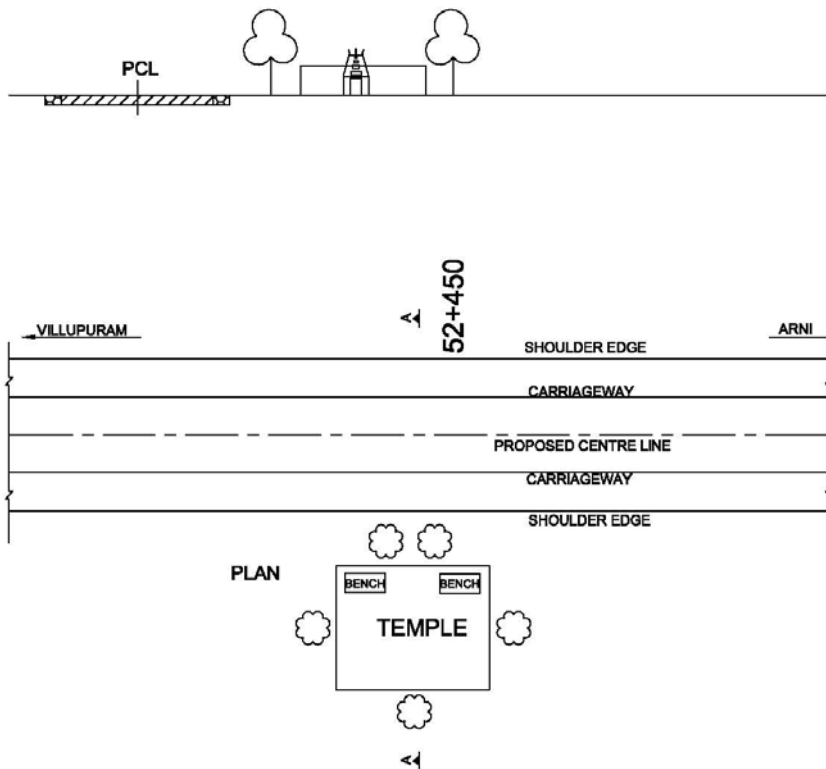 PCL
A
52+450
VILLUPURAM
ARNI
SHOULDER EDGE
CARRIAGEWAY
PROPOSED CENTRE LINE
CARRIAGEWAY
SHOULDER EDGE
PLAN
BENCH
BENCH
TEMPLE
A